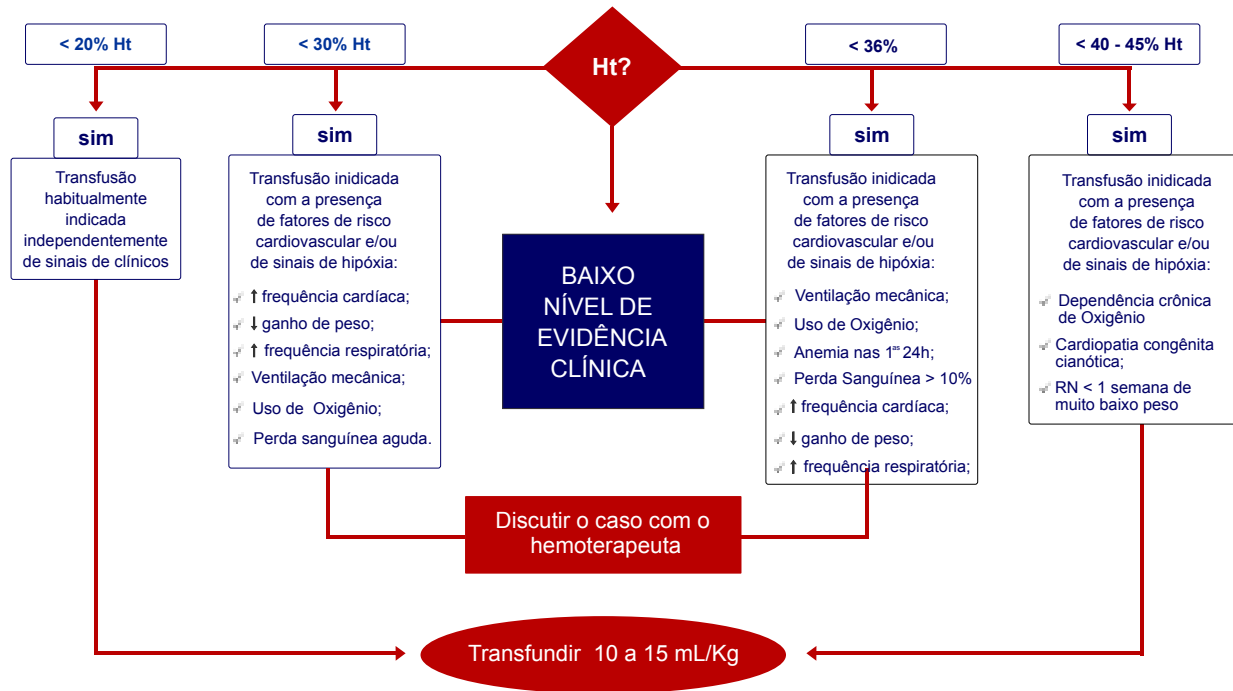 < 20% Ht
< 30% Ht
Ht?
< 36%
< 40 - 45% Ht
sim
Transfusão
habitualmente
indicada
independentemente
de sinais de clínicos
sim
Transfusão inidicada
com a presença
de fatores de risco
cardiovascular e/ou
de sinais de hipóxia:
↑ frequência cardíaca;
↓ ganho de peso;
↑ frequência respiratória;
Ventilação mecânica;
Uso de Oxigênio;
Perda sanguínea aguda.
BAIXO
NÍVEL DE
EVIDÊNCIA
CLÍNICA
sim
Transfusão inidicada
com a presença
de fatores de risco
cardiovascular e/ou
de sinais de hipóxia:
Ventilação mecânica;
Uso de Oxigênio;
Anemia nas 1ªˢ 24h;
Perda Sanguínea > 10%
↑ frequência cardíaca;
↓ ganho de peso;
↑ frequência respiratória;
sim
Transfusão inidicada
com a presença
de fatores de risco
cardiovascular e/ou
de sinais de hipóxia:
Dependência crônica
de Oxigênio
Cardiopatia congênita
cianótica;
RN < 1 semana de
muito baixo peso
Discutir o caso com o
hemoterapeuta
Transfundir 10 a 15 mL/Kg